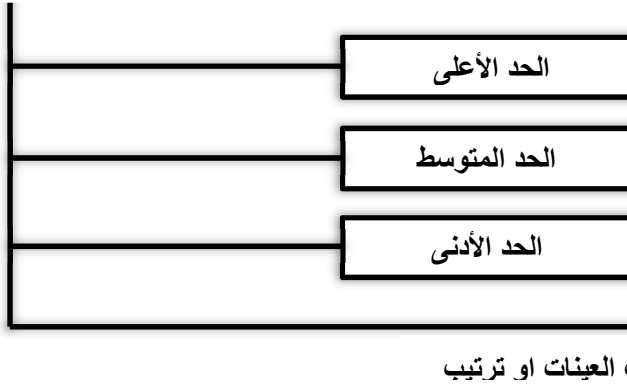 الحد الأعلى
الحد المتوسط
الحد الأدنى
العينات او ترتيب